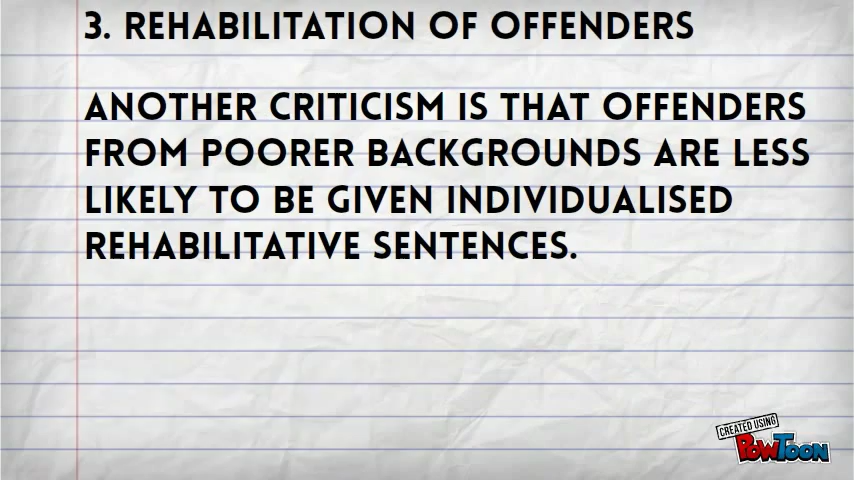 3. REHABILITATION OF OFFENDERS
ANOTHER CRITICISM IS THAT OFFENDERS
FROM POORER BACKGROUNDS ARE LESS
LIKELY TO BE GIVEN INDIVIDUALISED
REHABILITATIVE SENTENCES.
CREATED USING
POWTOON